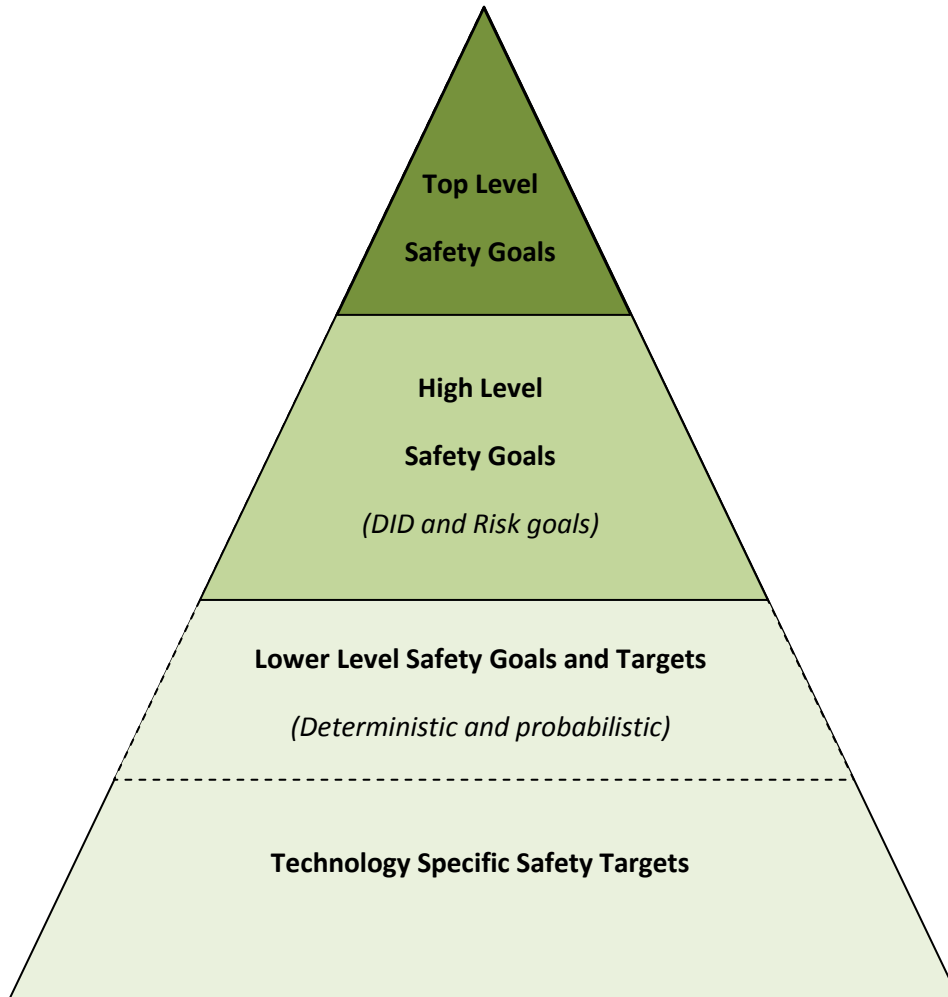 Top Level
Safety Goals
High Level
Safety Goals
(DID and Risk goals)
Lower Level Safety Goals and Targets
(Deterministic and probabilistic)
Technology Specific Safety Targets